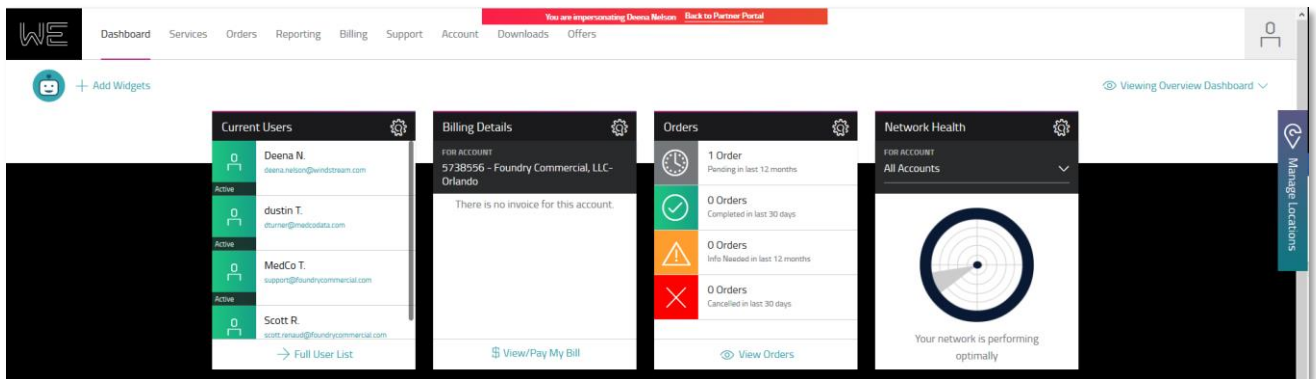 You are impersonating Deena Nelson Back to Partner Portal
WE
Dashboard Services Orders Reporting Billing Support Account Downloads Offers
Add Widgets
Viewing Overview Dashboard
Current Users
Deena N.
deena.nelson@windstream.com
Active
dustin T.
dturner@medcodata.com
Active
MedCo T.
support@foundrycommercial.com
Active
Scott R.
scott.renaud@foundrycommercial.com
Full User List
Billing Details
FOR ACCOUNT
5738556 - Foundry Commercial, LLC-
Orlando
There is no invoice for this account.
$ View/Pay My Bill
Orders
1 Order
Pending in last 12 months
0 Orders
Completed in last 30 days
0 Orders
Info Needed in last 12 months
0 Orders
Cancelled in last 30 days
View Orders
Network Health
FOR ACCOUNT
All Accounts
Your network is performing
optimally
Manage Locations